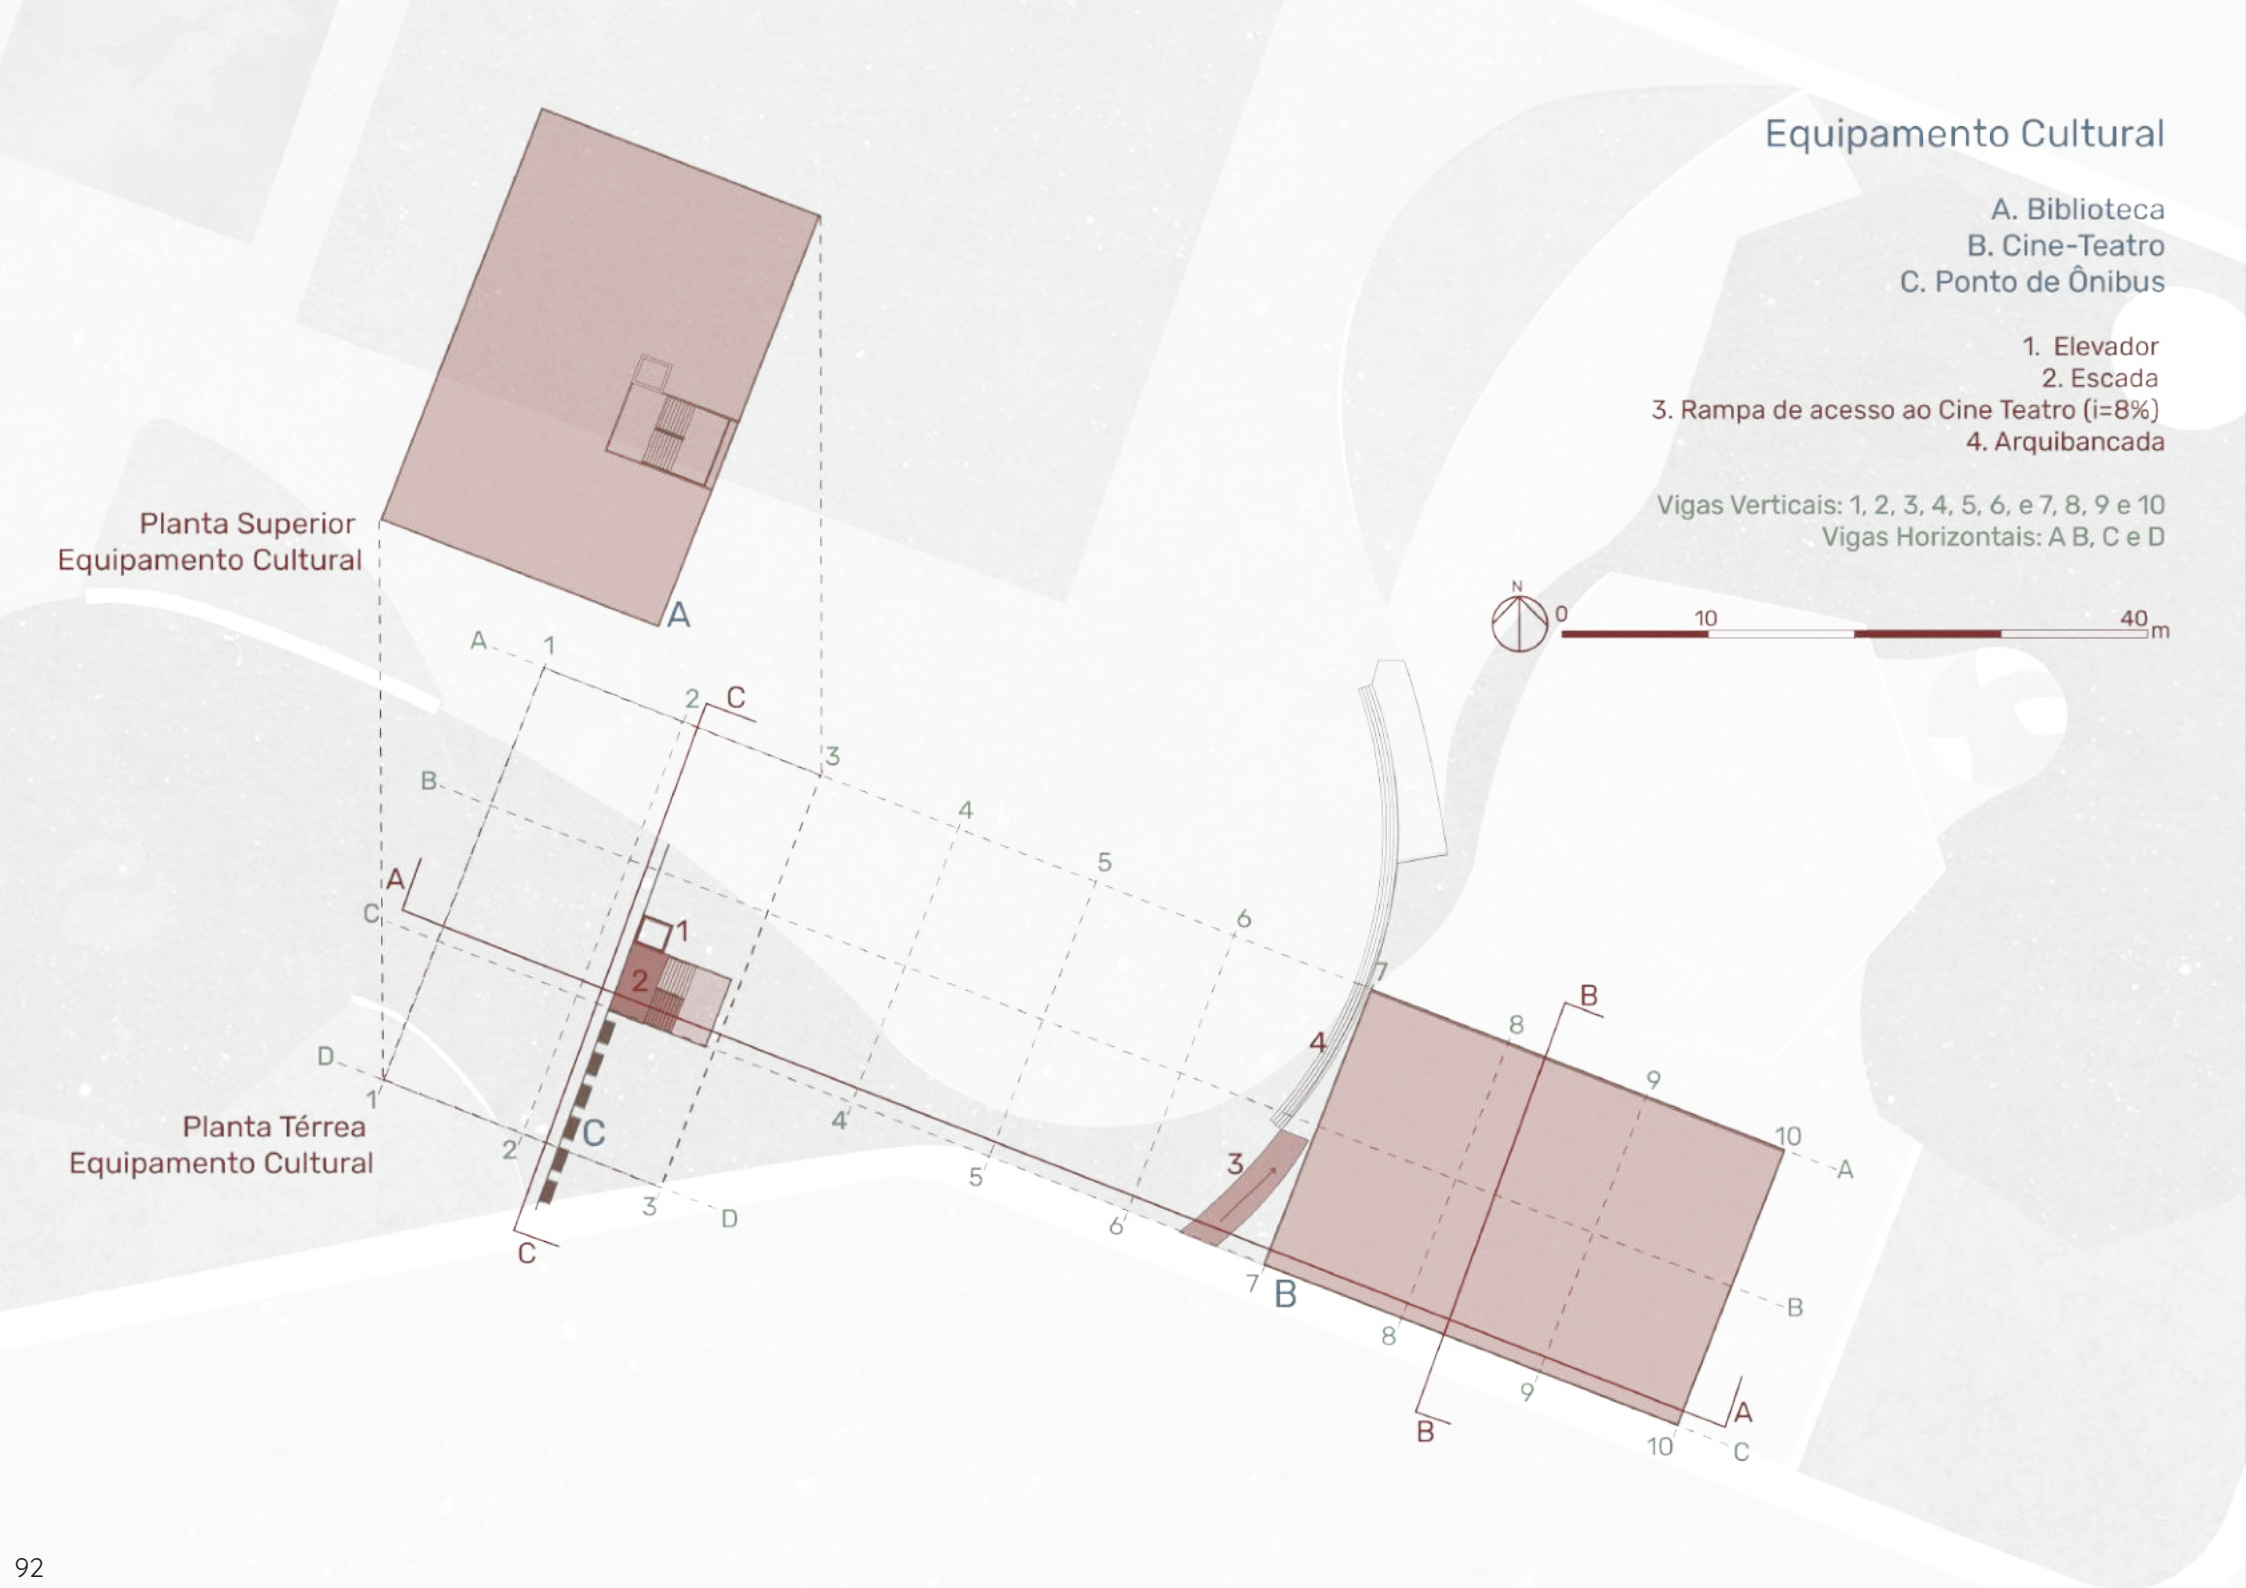 Equipamento Cultural
A. Biblioteca
B. Cine-Teatro
C. Ponto de Ônibus
1. Elevador
2. Escada
3. Rampa de acesso ao Cine Teatro (i=8%)
4. Arquibancada
Vigas Verticais: 1, 2, 3, 4, 5, 6, e 7, 8, 9 e 10
Vigas Horizontais: A B, C e D
N
0
10
40 m
Planta Superior
Equipamento Cultural
A
A
1
2
C
3
B
4
5
6
A
C
1
2
7
B
8
4
9
D
1
C
4
3
10
A
Planta Térrea
Equipamento Cultural
2
5
3
D
6
C
7
B
B
8
9
A
B
10
C
92